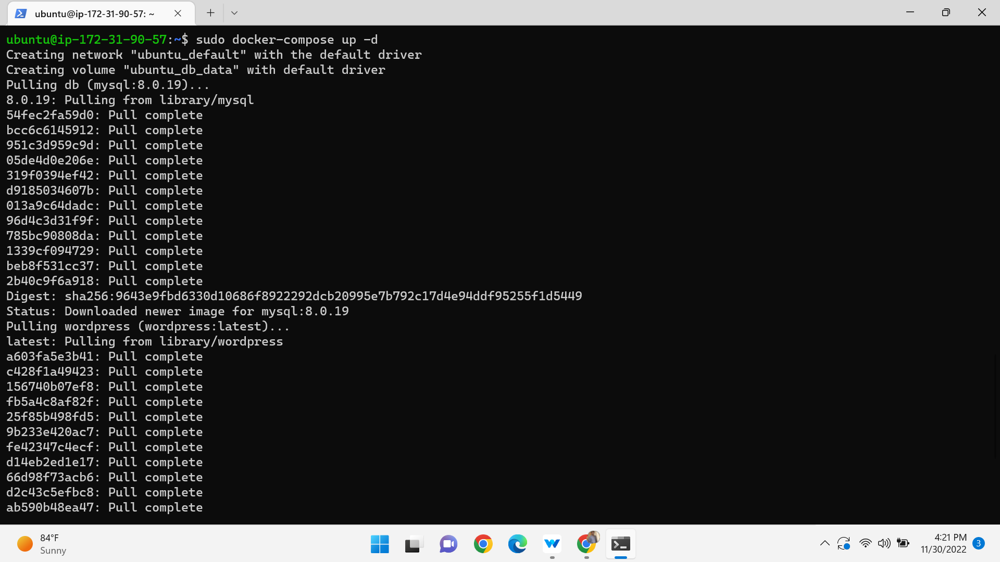 ubuntu@ip-172-31-90-57: ~
ubuntu@ip-172-31-90-57:~$ sudo docker-compose up -d
Creating network "ubuntu_default" with the default driver
Creating volume "ubuntu_db_data" with default driver
Pulling db (mysql:8.0.19)...
8.0.19: Pulling from library/mysql
54fec2fa59d0: Pull complete
bcc6c6145912: Pull complete
951c3d959c9d: Pull complete
05de4d0e206e: Pull complete
319f0394ef42: Pull complete
d9185034607b: Pull complete
013a9c64dadc: Pull complete
96d4c3d31f9f: Pull complete
785bc90808da: Pull complete
1339cf094729: Pull complete
beb8f531cc37: Pull complete
2b40c9f6a918: Pull complete
Digest: sha256:9643e9fbd6330d10686f8922292dcb20995e7b792c17d4e94ddf95255f1d5449
Status: Downloaded newer image for mysql:8.0.19
Pulling wordpress (wordpress:latest)...
latest: Pulling from library/wordpress
a603fa5e3b41: Pull complete
c428f1a49423: Pull complete
156740b07ef8: Pull complete
fb5a4c8af82f: Pull complete
25f85b498fd5: Pull complete
9b233e420ac7: Pull complete
fe42347c4ecf: Pull complete
d14eb2ed1e17: Pull complete
66d98f73acb6: Pull complete
d2c43c5efbc8: Pull complete
ab590b48ea47: Pull complete
84°F
Sunny
4:21 PM
11/30/2022
3